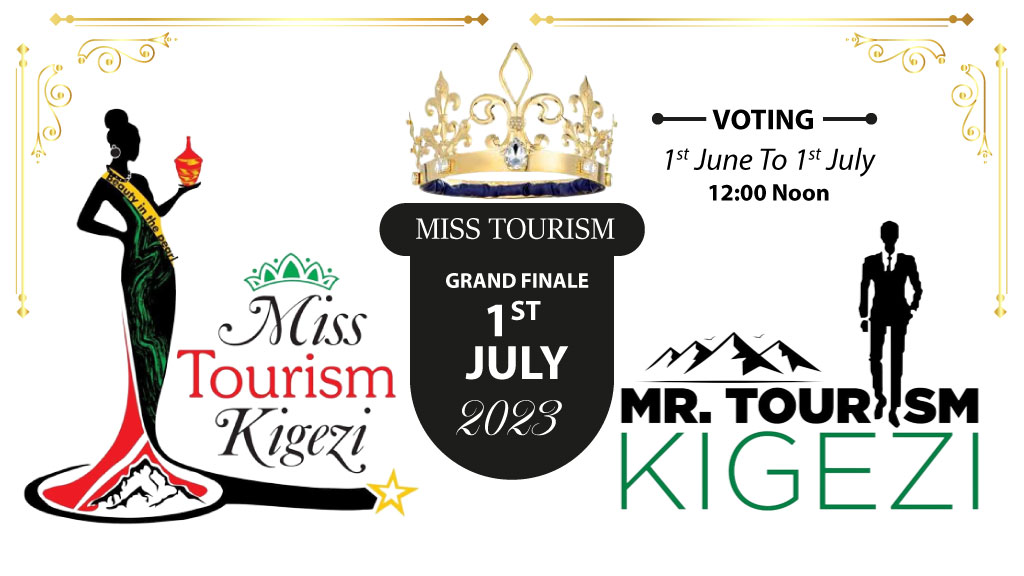 Beauty in the pearl
Miss
Tourism
Kigezi
MISS TOURISM
GRAND FINALE
1ST
JULY
2023
VOTING
1st June To 1st July
12:00 Noon
MR. TOURISM
KIGEZI